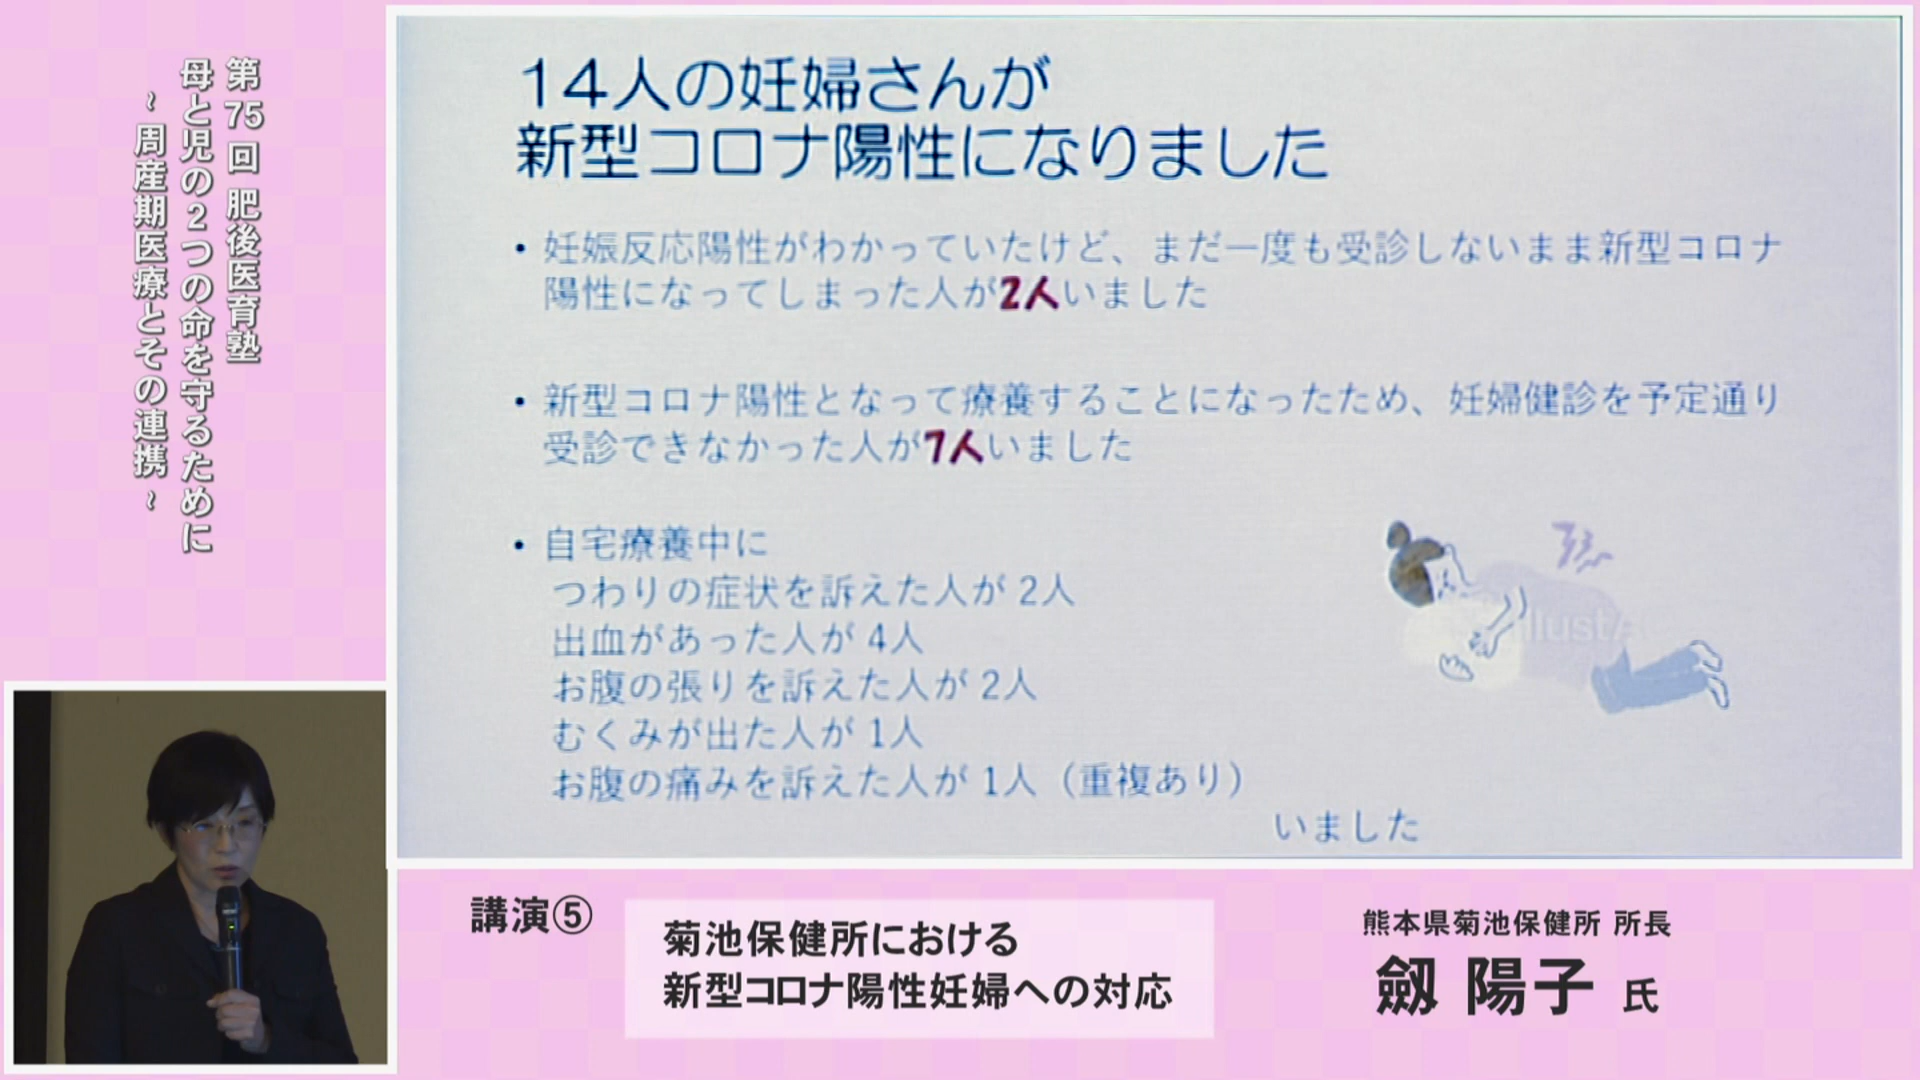 第75回 肥後医育塾
母と児の2つの命を守るために
~周産期医療とその連携~
14人の妊婦さんが
新型コロナ陽性になりました
• 妊娠反応陽性がわかっていたけど、まだ一度も受診しないまま新型コロナ
陽性になってしまった人が2人いました
• 新型コロナ陽性となって療養することになったため、妊婦健診を予定通り
受診できなかった人が7人いました
• 自宅療養中に
つわりの症状を訴えた人が 2人
出血があった人が 4人
お腹の張りを訴えた人が 2人
むくみが出た人が 1人
お腹の痛みを訴えた人が 1人（重複あり）
いました
講演⑤
菊池保健所における
新型コロナ陽性妊婦への対応
熊本県菊池保健所 所長
劔 陽子 氏